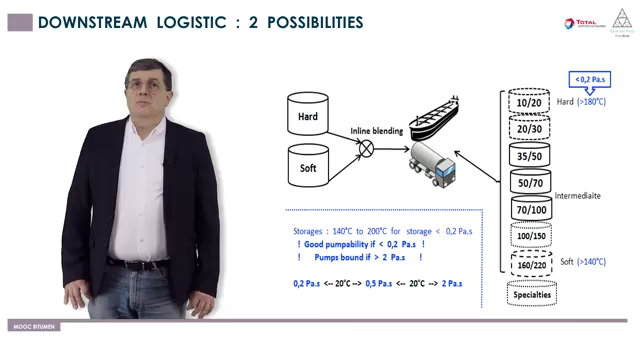 DOWNSTREAM LOGISTIC : 2 POSSIBILITIES
TOTAL
Hard
Soft
Inline blending
< 0,2 Pa.s
10/20
Hard (>180°C)
20/30
35/50
50/70
Intermediaite
70/100
100/150
160/220
Soft (>140°C)
Specialties
Storages : 140°C to 200°C for storage < 0,2 Pa.s
! Good pumpability if < 0,2 Pa.s !
! Pumps bound if > 2 Pa.s !
0,2 Pa.s <-- 20°C --> 0,5 Pa.s <-- 20°C --> 2 Pa.s
MOOC BITUMEN